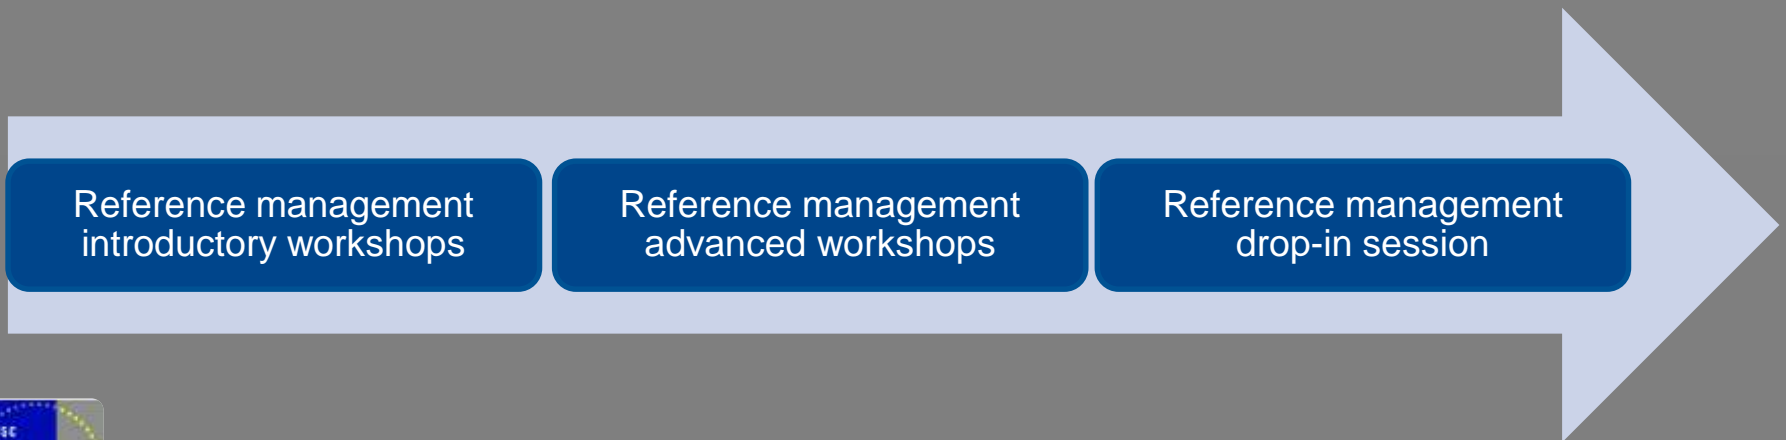 Reference management
introductory workshops
Reference management
advanced workshops
Reference management
drop-in session